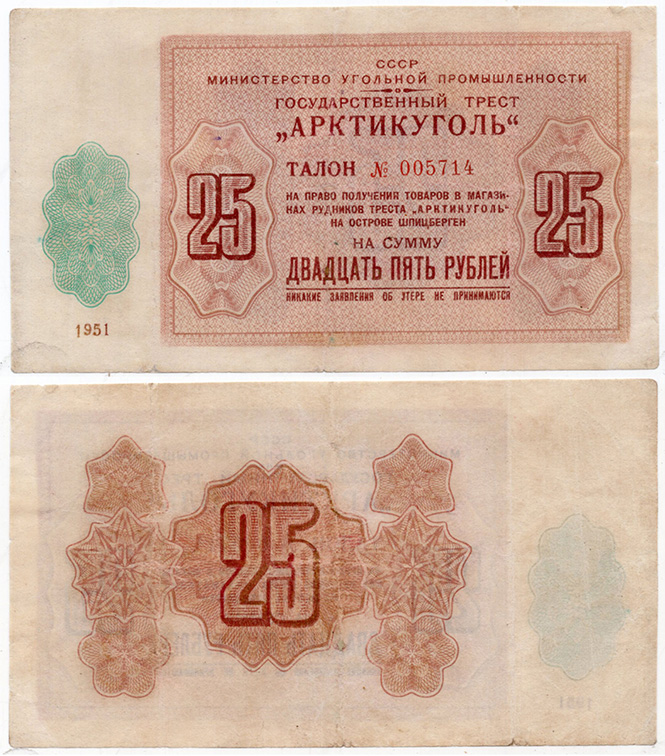 СССР
МИНИСТЕРСТВО УГОЛЬНОЙ ПРОМЫШЛЕННОСТИ
ГОСУДАРСТВЕННЫЙ ТРЕСТ
„АРКТИКУГОЛЬ“
ТАЛОН № 005714
25
НА ПРАВО ПОЛУЧЕНИЯ ТОВАРОВ В МАГАЗИ-
НАХ РУДНИКОВ ТРЕСТА „АРКТИКУГОЛЬ“
НА ОСТРОВЕ ШПИЦБЕРГЕН
25
НА СУММУ
ДВАДЦАТЬ ПЯТЬ РУБЛЕЙ
НИКАКИЕ ЗАЯВЛЕНИЯ ОБ УТЕРЕ НЕ ПРИНИМАЮТСЯ
1951
25